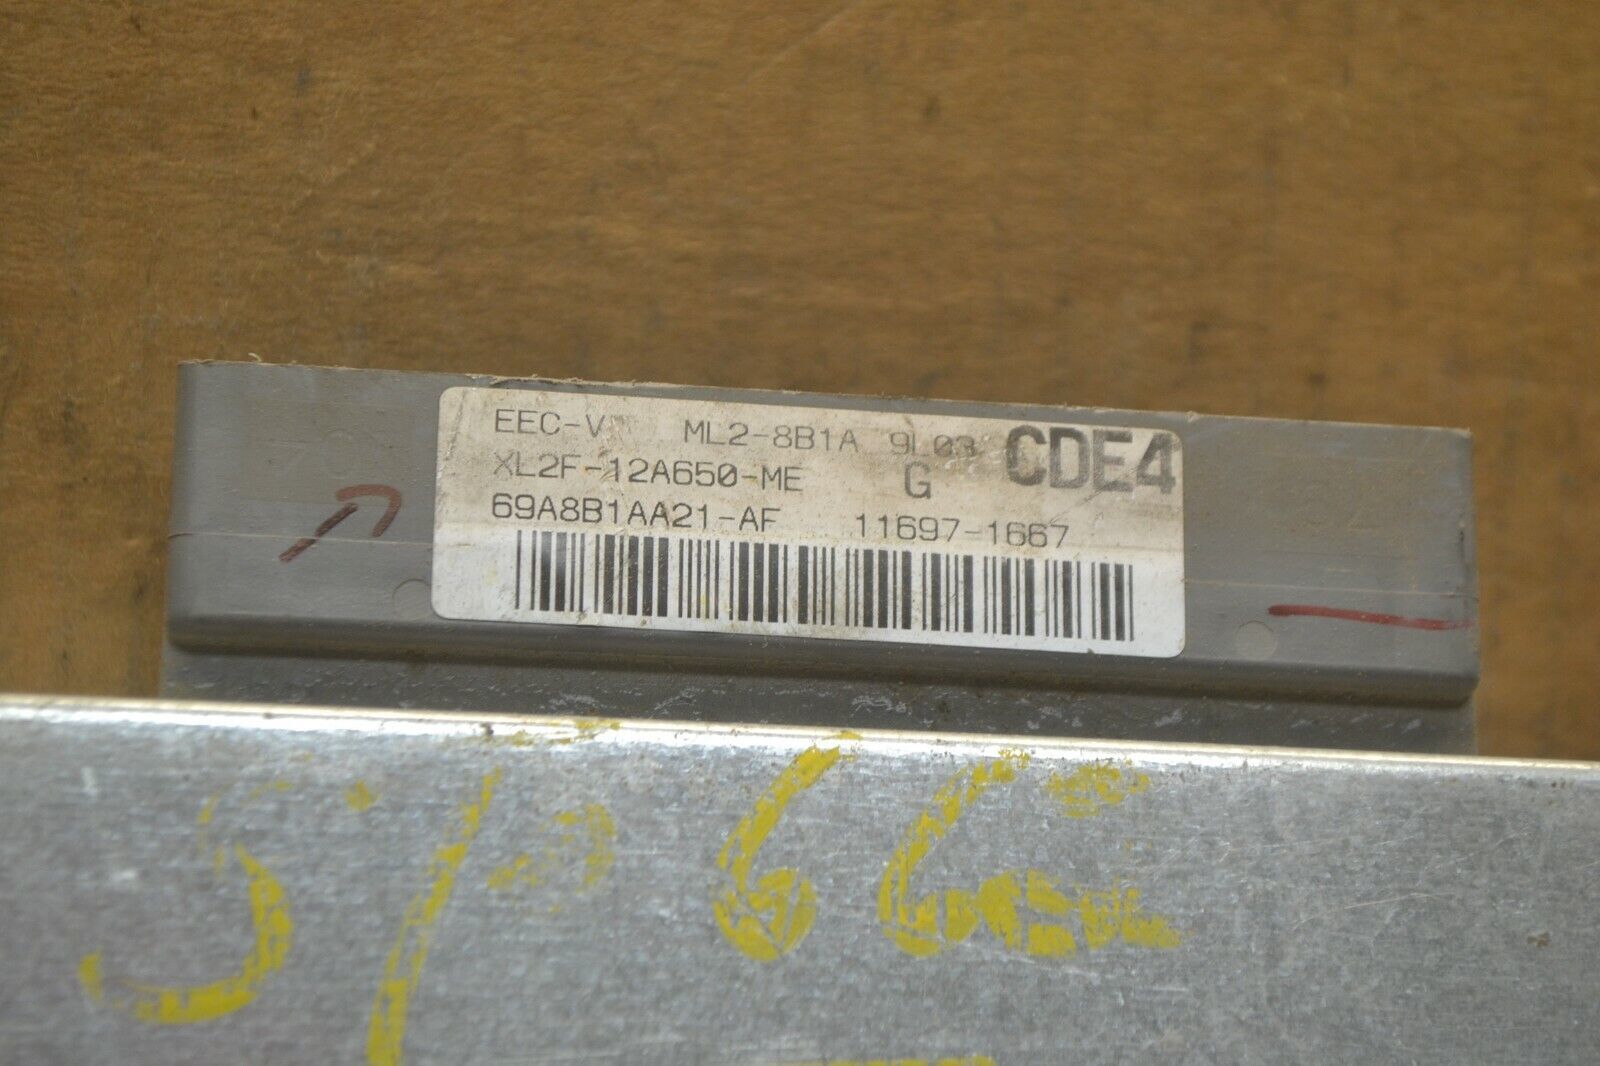 EEC-V ML2-8B1A 9L03 CDE4
XL2F-12A650-ME G
69A8B1AA21-AF 11697-1667